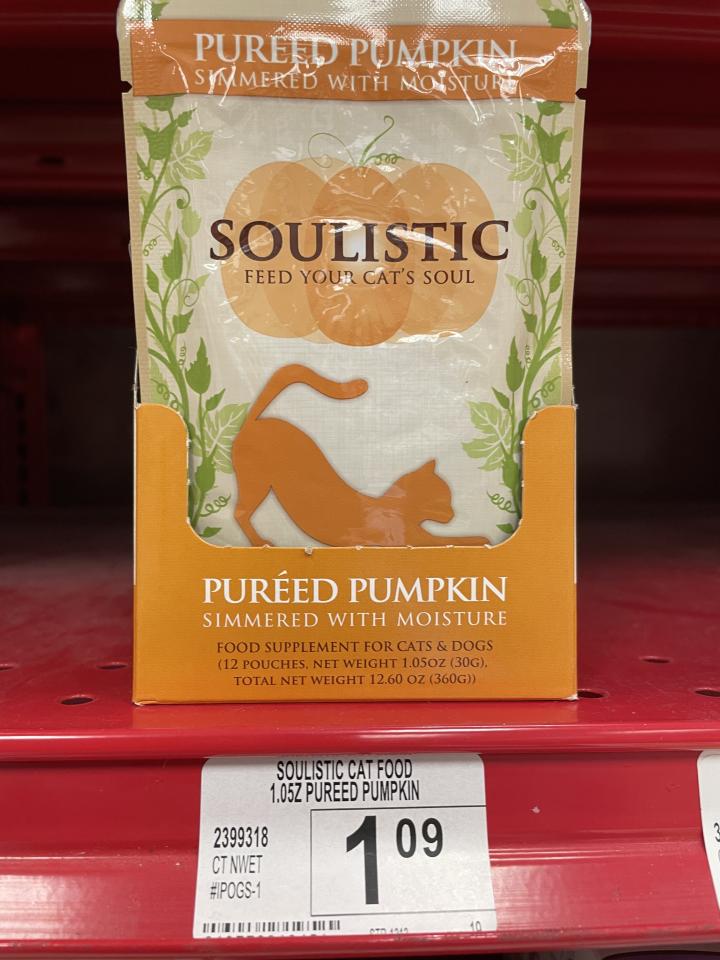 PURÉED PUMPKIN
SIMMERED WITH MOISTURE
SOULISTIC
FEED YOUR CAT'S SOUL
PURÉED PUMPKIN
SIMMERED WITH MOISTURE
FOOD SUPPLEMENT FOR CATS & DOGS
(12 POUCHES, NET WEIGHT 1.05OZ (30G),
TOTAL NET WEIGHT 12.60 OZ (360G))
SOULISTIC CAT FOOD
1.05Z PUREED PUMPKIN
2399318
CT NWET
#IPOGS-1
1 09